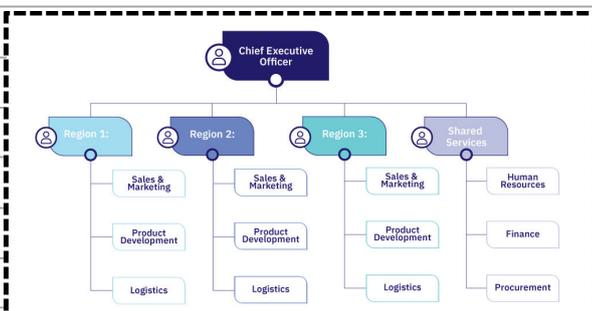 Chief Executive
Officer
Region 1:
Region 2:
Region 3:
Shared
Services
Sales &
Marketing
Product
Development
Logistics
Sales &
Marketing
Product
Development
Logistics
Sales &
Marketing
Product
Development
Logistics
Human
Resources
Finance
Procurement